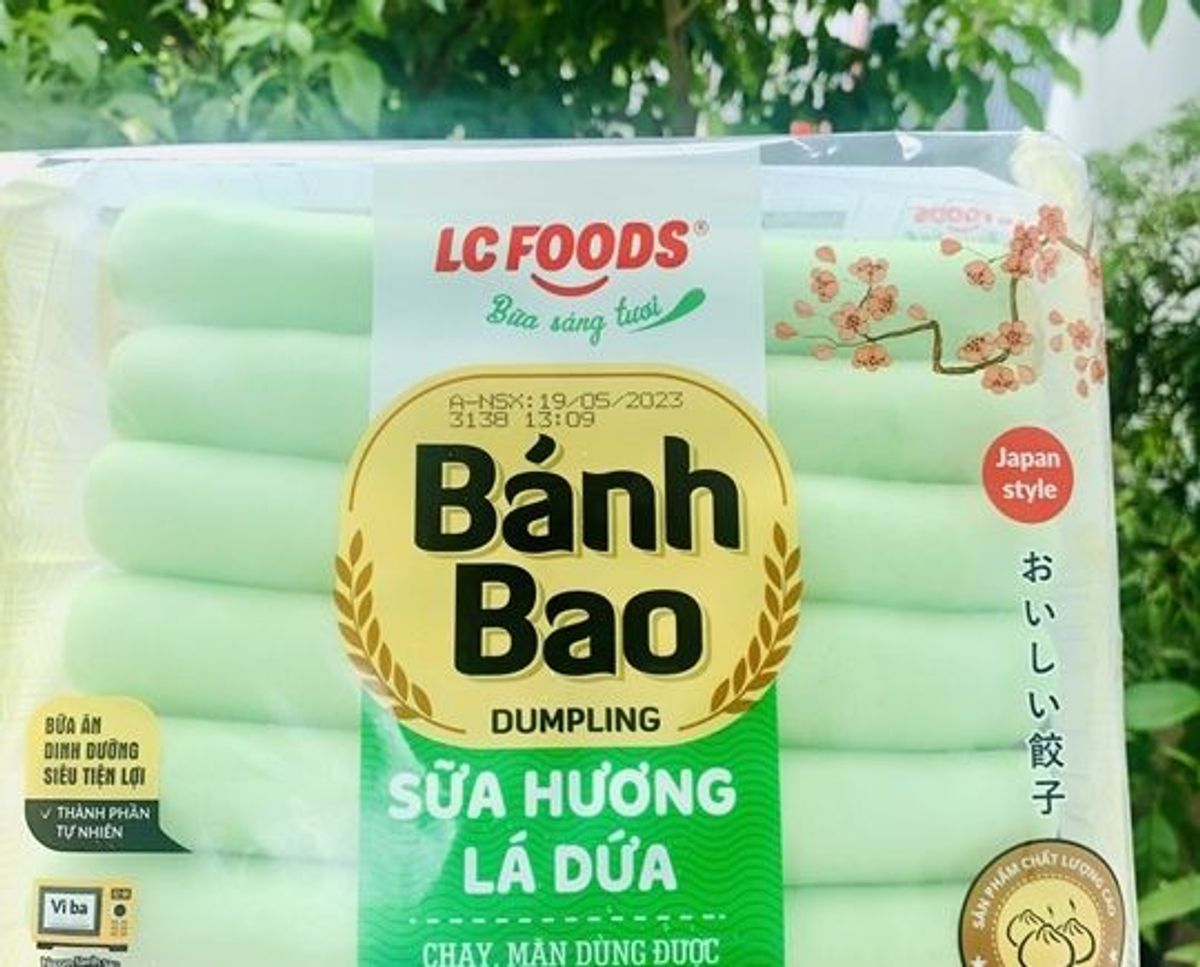 LC FOODS®
Bữa sáng tươi
A-NSX:19/05/2023
3138 13:09
Bánh
Bao
DUMPLING
SỮA HƯƠNG
LÁ DỨA
CHAY, MẶN DÙNG ĐƯỢC
Japan
style
おいしい餃子
BỮA ĂN
DINH DƯỠNG
SIÊU TIỆN LỢI
✓ THÀNH PHẦN
TỰ NHIÊN
Vi ba
SẢN PHẨM CHẤT LƯỢNG CAO